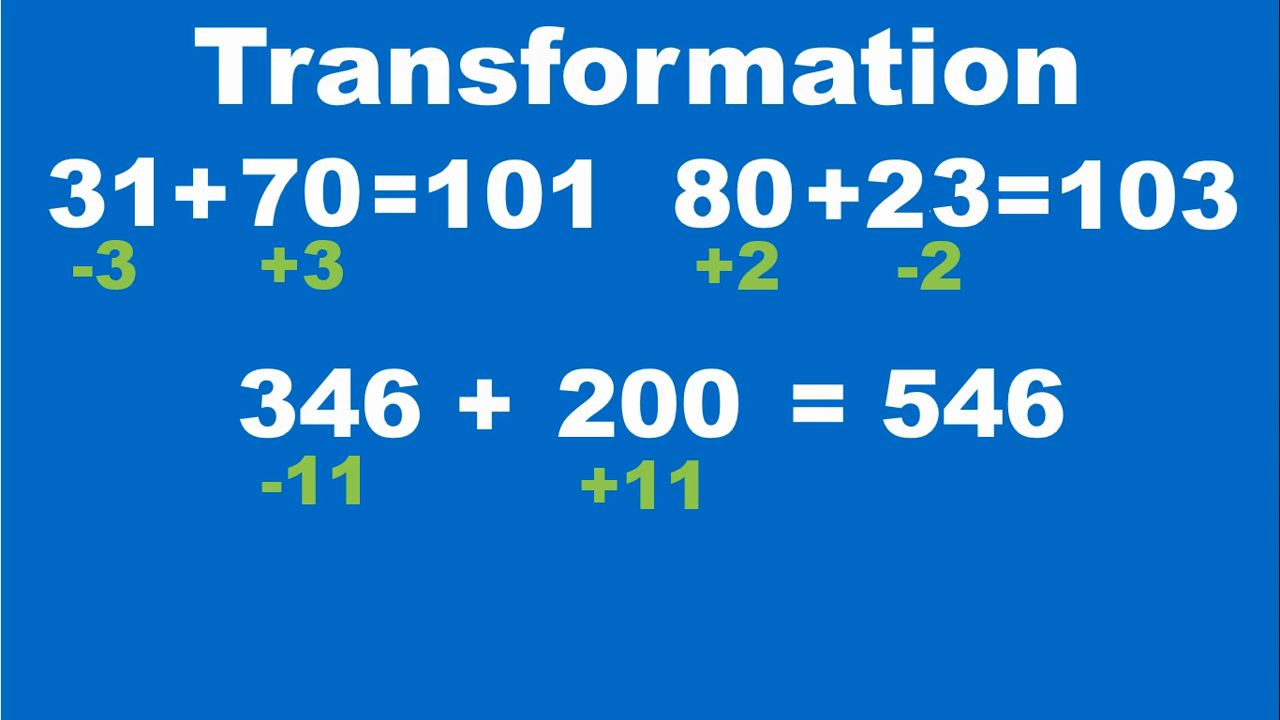 Transformation
31+70=101 80+23=103
-3 +3 +2 -2
346 + 200 = 546
-11 +11